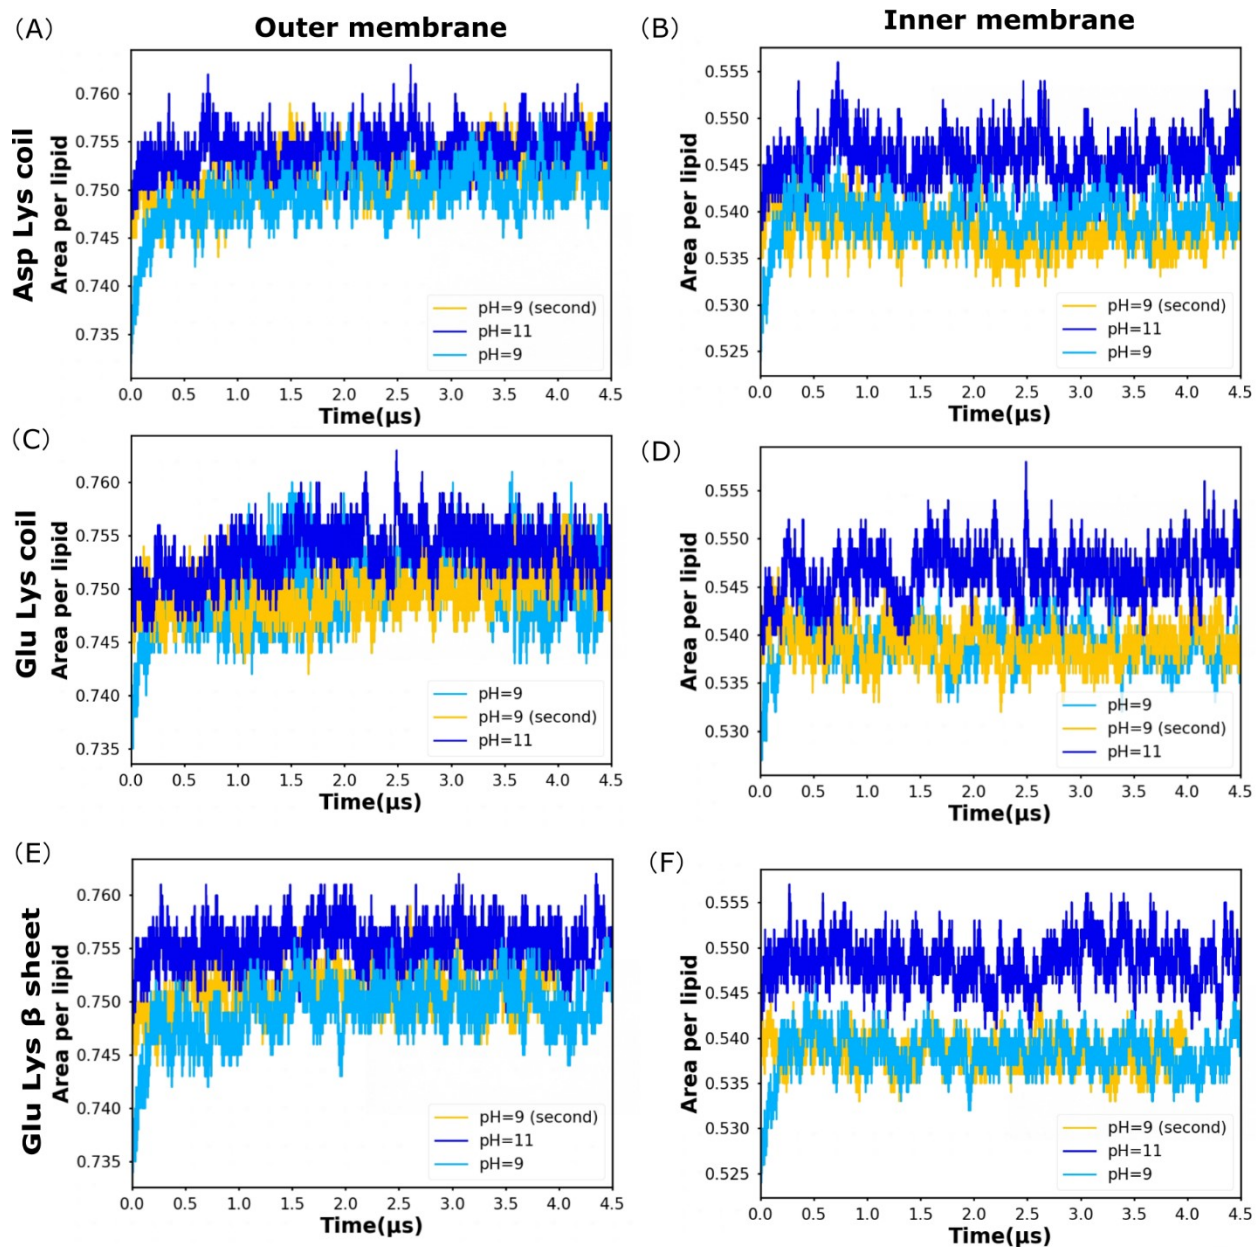 Outer membrane
Inner membrane
(A)
Asp Lys coil
Area per lipid
0.760
0.755
0.750
0.745
0.740
0.735
pH=9 (second)
pH=11
pH=9
0.0 0.5 1.0 1.5 2.0 2.5 3.0 3.5 4.0 4.5
Time(μs)
(B)
Area per lipid
0.555
0.550
0.545
0.540
0.535
0.530
0.525
pH=9 (second)
pH=11
pH=9
0.0 0.5 1.0 1.5 2.0 2.5 3.0 3.5 4.0 4.5
Time(μs)
(C)
Glu Lys coil
Area per lipid
0.760
0.755
0.750
0.745
0.740
0.735
pH=9
pH=9 (second)
pH=11
0.0 0.5 1.0 1.5 2.0 2.5 3.0 3.5 4.0 4.5
Time(μs)
(D)
Area per lipid
0.555
0.550
0.545
0.540
0.535
0.530
pH=9
pH=9 (second)
pH=11
0.0 0.5 1.0 1.5 2.0 2.5 3.0 3.5 4.0 4.5
Time(μs)
(E)
Glu Lys β sheet
Area per lipid
0.760
0.755
0.750
0.745
0.740
0.735
pH=9 (second)
pH=11
pH=9
0.0 0.5 1.0 1.5 2.0 2.5 3.0 3.5 4.0 4.5
Time(μs)
(F)
Area per lipid
0.555
0.550
0.545
0.540
0.535
0.530
0.525
pH=9 (second)
pH=11
pH=9
0.0 0.5 1.0 1.5 2.0 2.5 3.0 3.5 4.0 4.5
Time(μs)